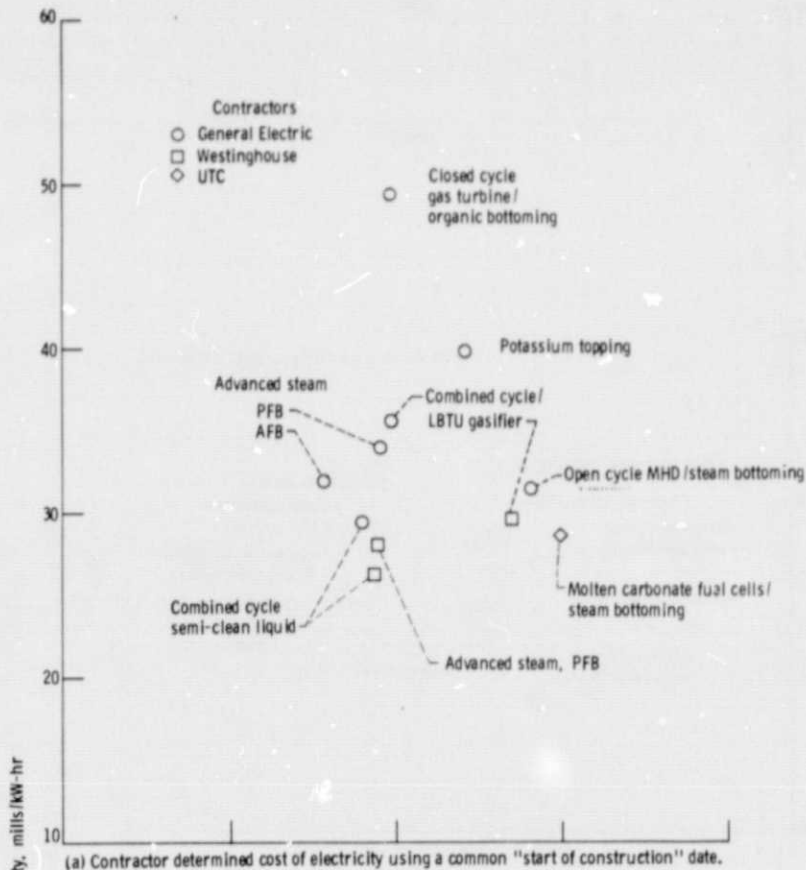 60
Contractors
General Electric
Westinghouse
UTC
50
Closed cycle
gas turbine/
organic bottoming
40
Potassium topping
Advanced steam
PFB
AFB
Combined cycle/
LBTU gasifier
Open cycle MHD/steam bottoming
30
Molten carbonate fuel cells/
steam bottoming
Combined cycle
semi-clean liquid
Advanced steam, PFB
20
mills/kW-hr
10
(a) Contractor determined cost of electricity using a common "start of construction" date.